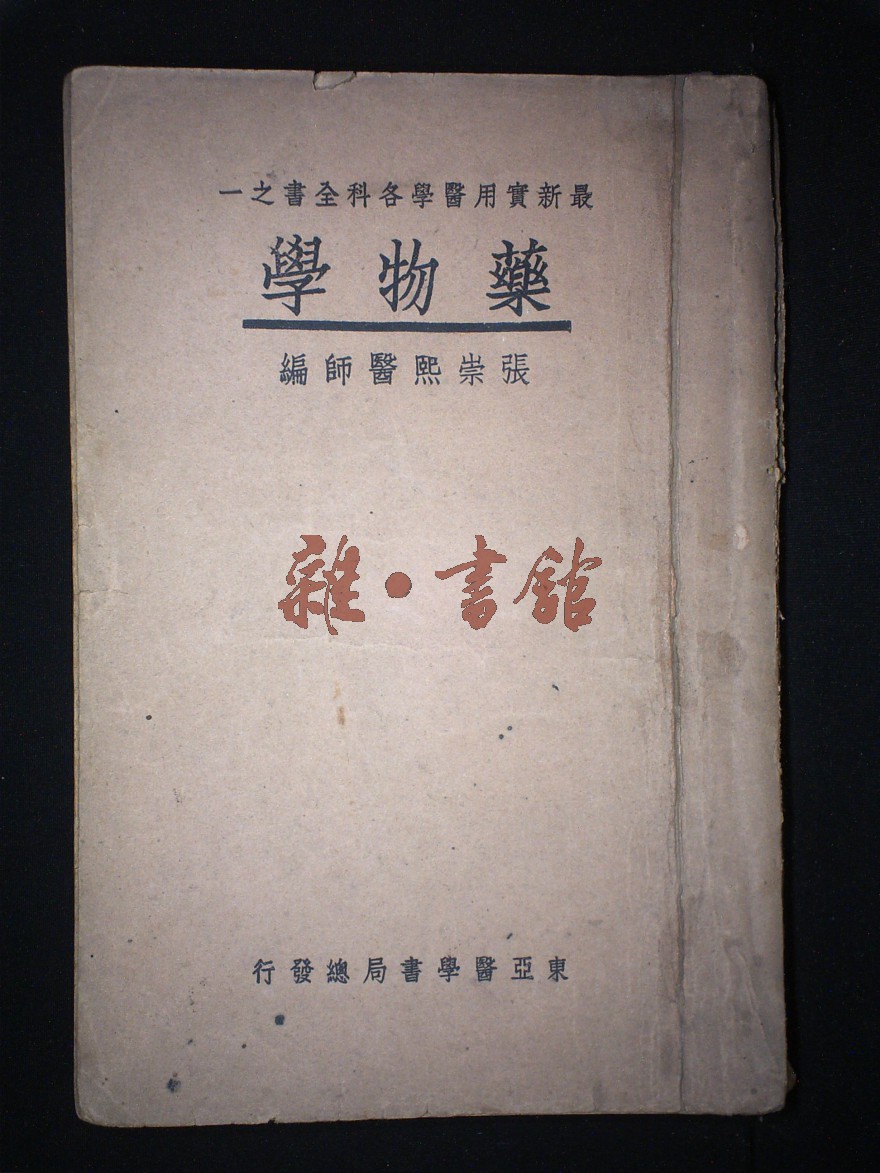 最新實用醫學各科全書之一
藥物學
張崇熙醫師編
雜·書館
東亞醫學書局總發行